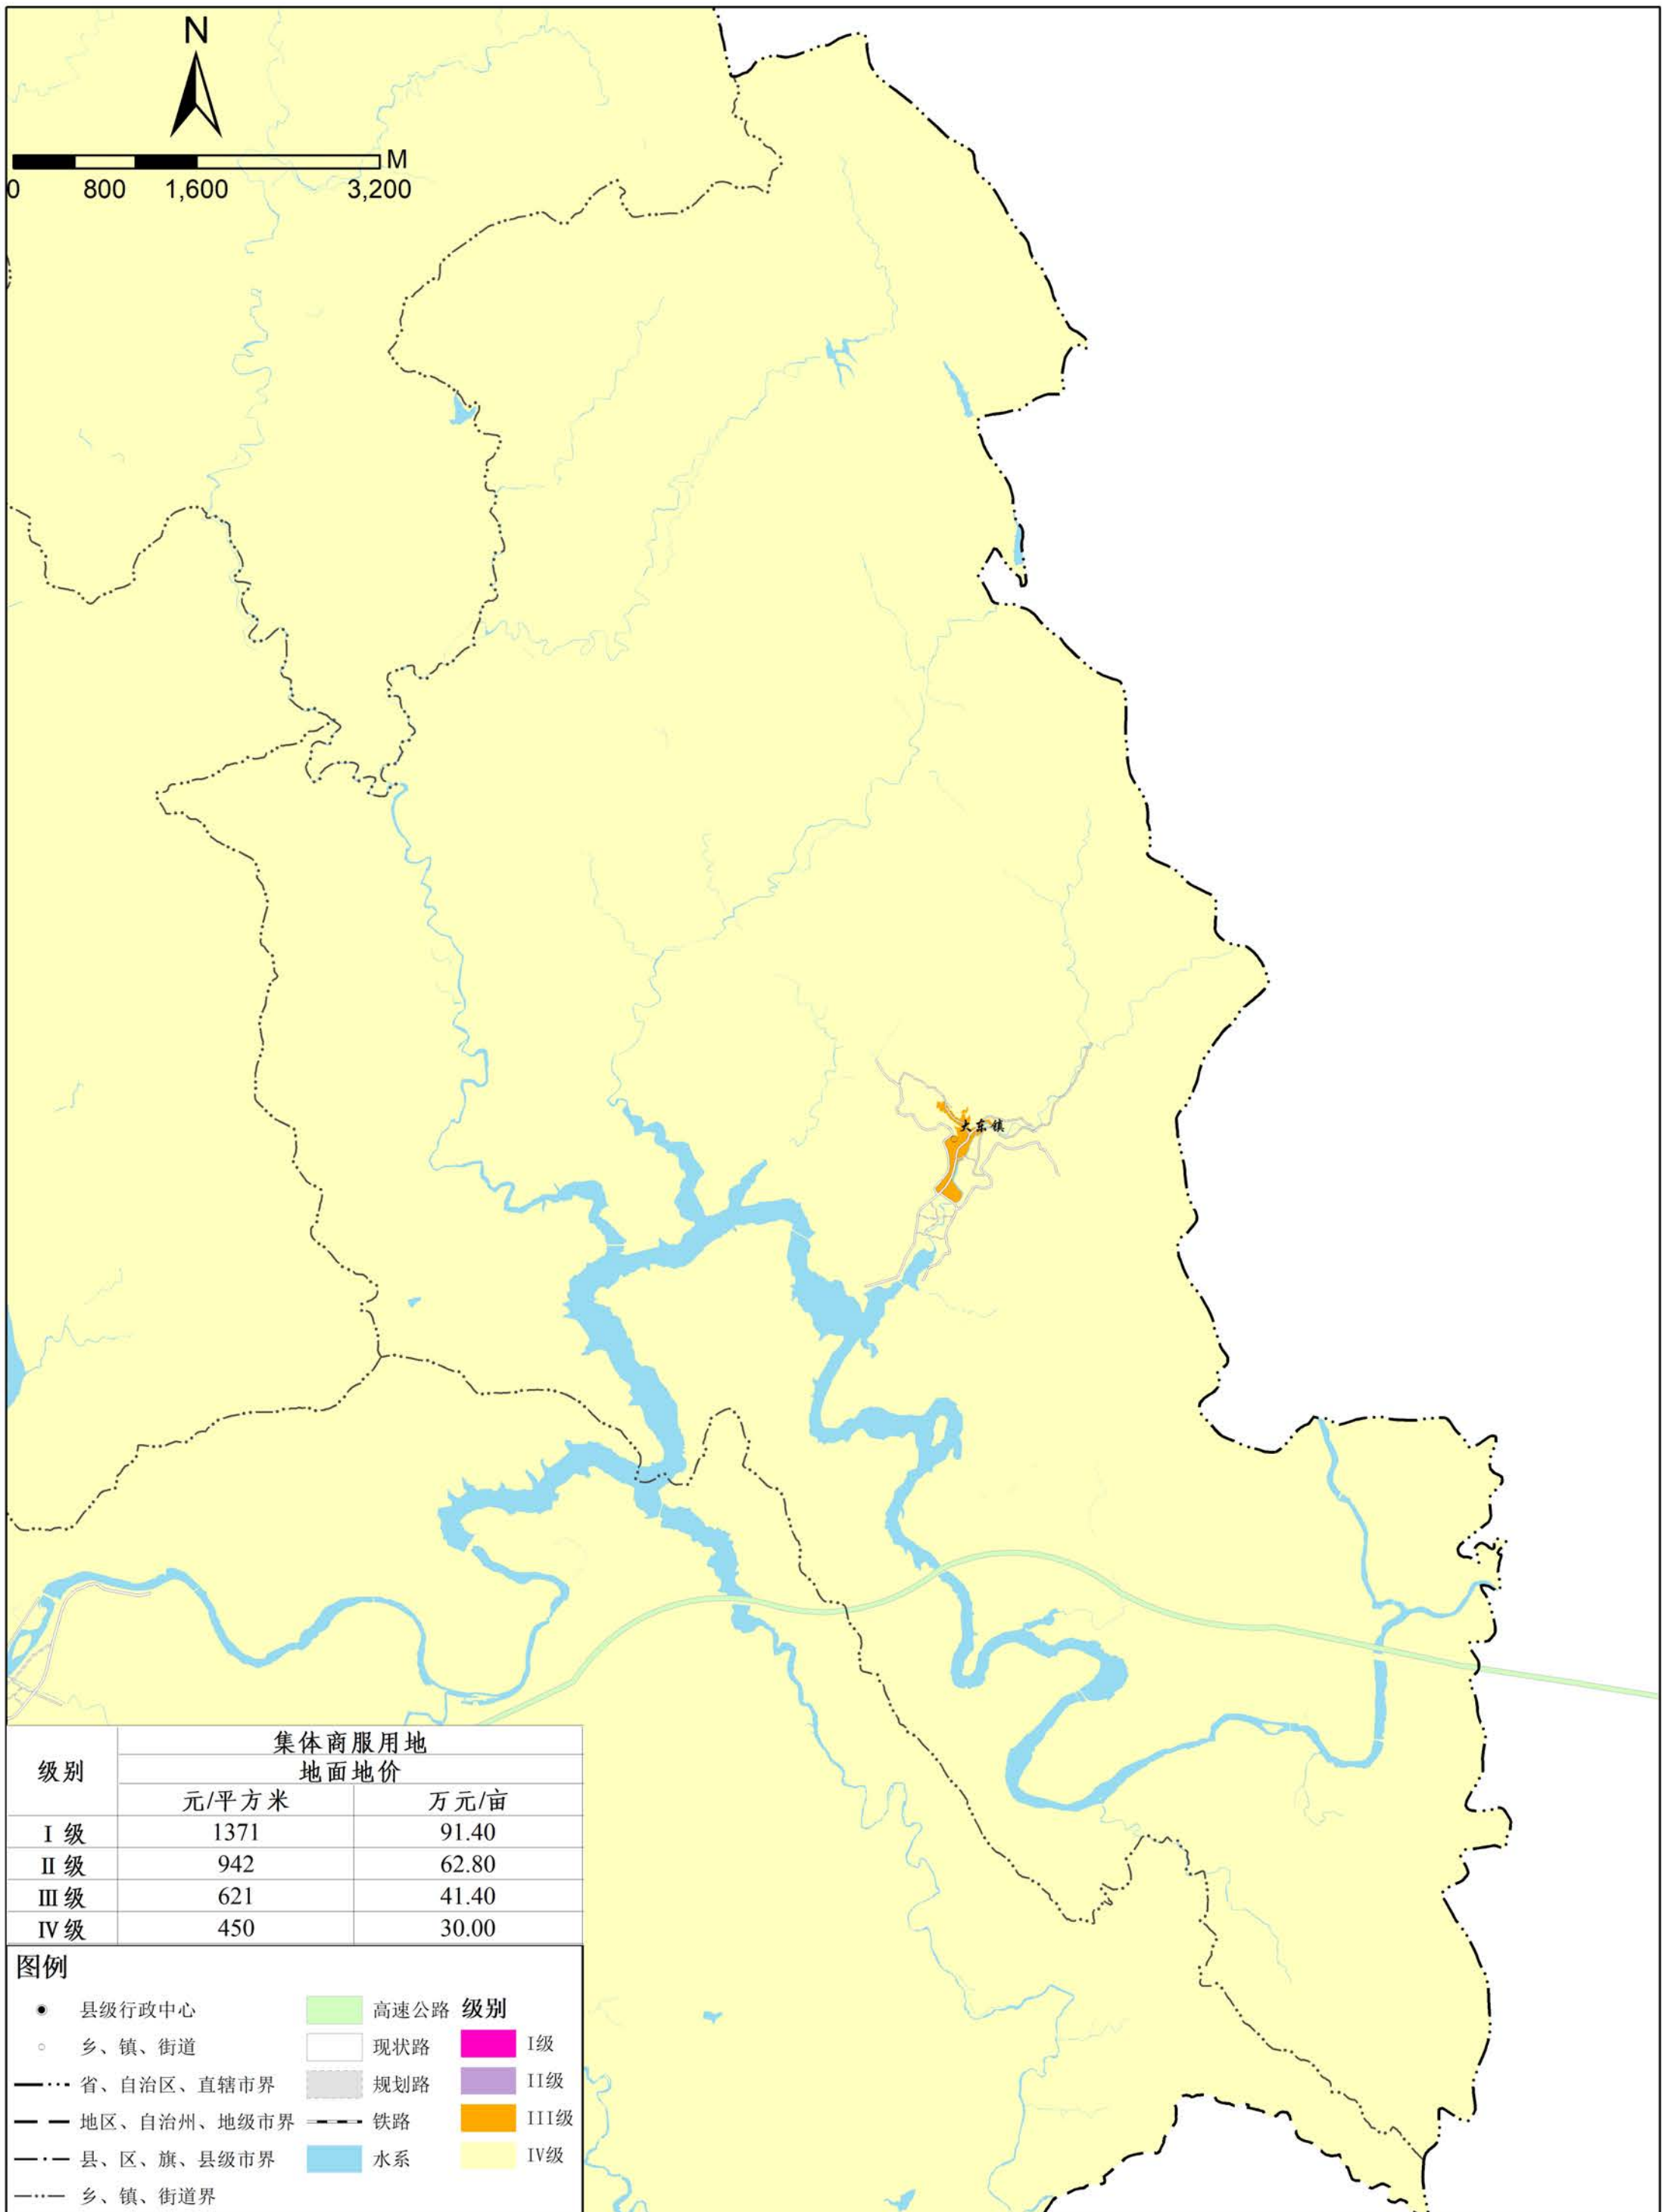 N
M
0 800 1,600 3,200
大东镇
级别 集体商服用地
地面地价
元/平方米 万元/亩
I 级 1371 91.40
II 级 942 62.80
III 级 621 41.40
IV 级 450 30.00
图例
县级行政中心 高速公路 级别
乡、镇、街道 现状路 I级
省、自治区、直辖市界 规划路 II级
地区、自治州、地级市界 铁路 III级
县、区、旗、县级市界 水系 IV级
乡、镇、街道界